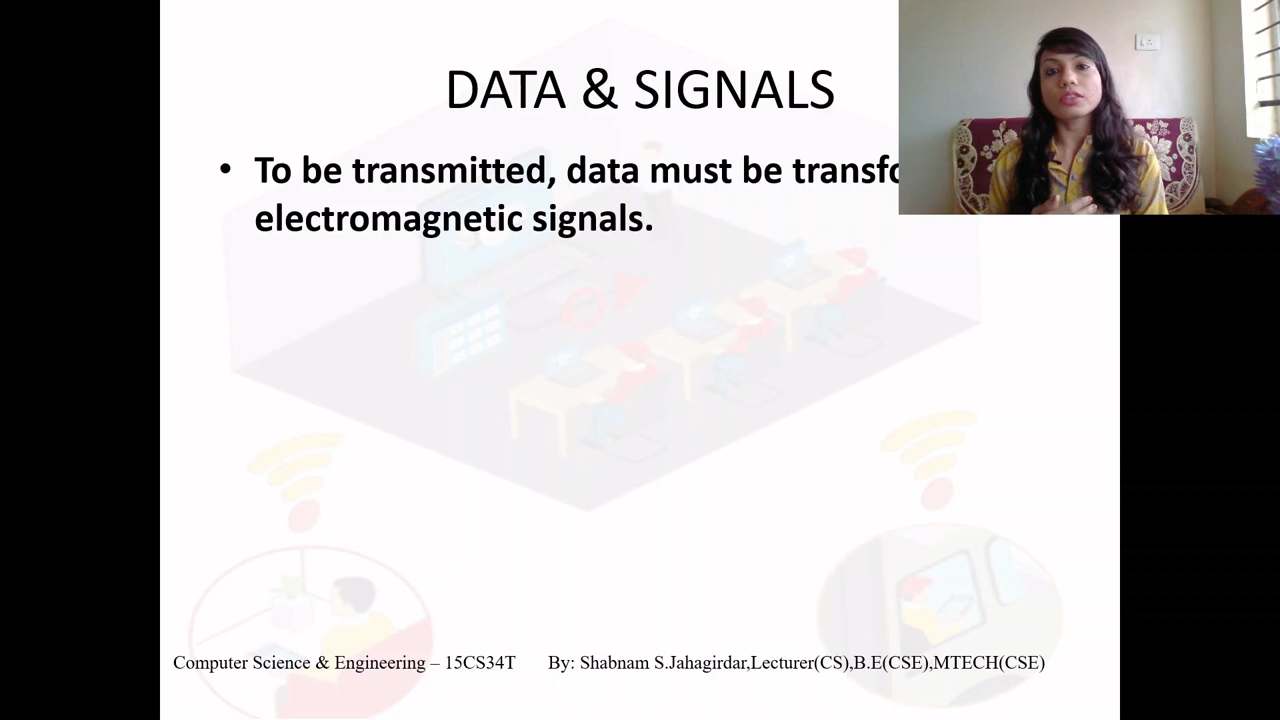 DATA & SIGNALS
• To be transmitted, data must be
electromagnetic signals.
Computer Science & Engineering – 15CS34T By: Shabnam S.Jahagirdar,Lecturer(CS),B.E(CSE),MTECH(CSE)